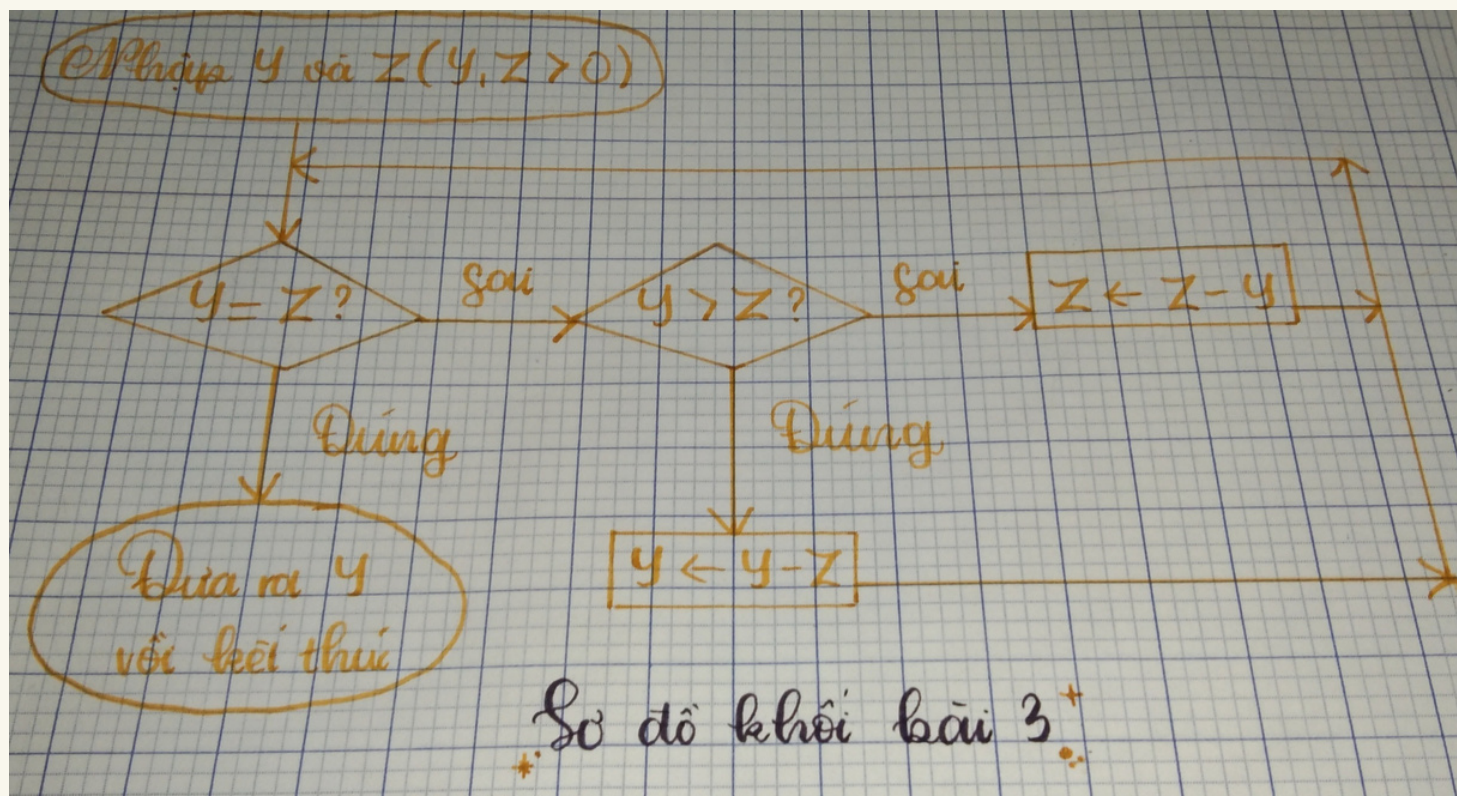 Nhập y và z (y, z > 0)
y = z?
Sai
y > z?
Sai
z ← z - y
Đúng
Đúng
Đưa ra y
rồi kết thúc
y ← y - z
Sơ đồ khối bài 3